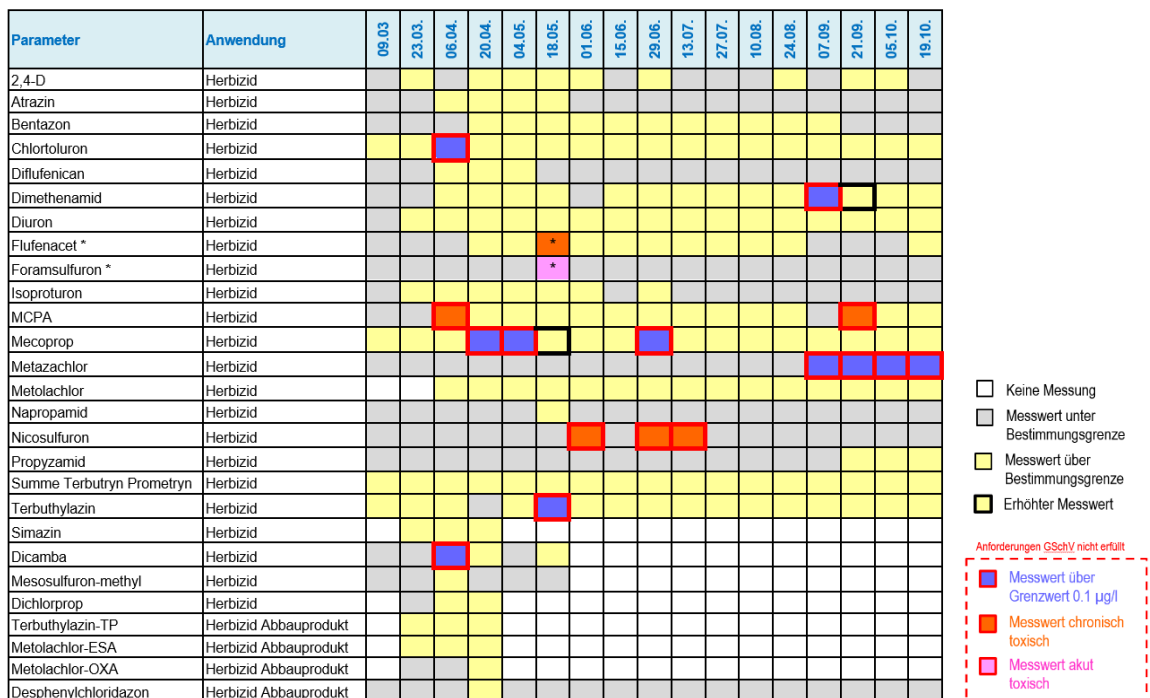 Parameter Anwendung 09.03 23.03. 06.04. 20.04 04.05. 18.05. 01.06. 15.06. 29.06. 13.07. 27.07. 10.08. 24.08. 07.09. 21.09. 05.10. 19.10.
2,4-D Herbizid
Atrazin Herbizid
Bentazon Herbizid
Chlortoluron Herbizid
Diflufenican Herbizid
Dimethenamid Herbizid
Diuron Herbizid
Flufenacet * Herbizid *
Foramsulfuron * Herbizid *
Isoproturon Herbizid
MCPA Herbizid
Mecoprop Herbizid
Metazachlor Herbizid
Metolachlor Herbizid
Napropamid Herbizid
Nicosulfuron Herbizid
Propyzamid Herbizid
Summe Terbutryn Prometryn Herbizid
Terbuthylazin Herbizid
Simazin Herbizid
Dicamba Herbizid
Mesosulfuron-methyl Herbizid
Dichlorprop Herbizid
Terbuthylazin-TP Herbizid Abbauprodukt
Metolachlor-ESA Herbizid Abbauprodukt
Metolachlor-OXA Herbizid Abbauprodukt
Desphenylchloridazon Herbizid Abbauprodukt
Keine Messung
Messwert unter
Bestimmungsgrenze
Messwert über
Bestimmungsgrenze
Erhöhter Messwert
Anforderungen GSchV nicht erfüllt
Messwert über
Grenzwert 0.1 µg/l
Messwert chronisch
toxisch
Messwert akut
toxisch